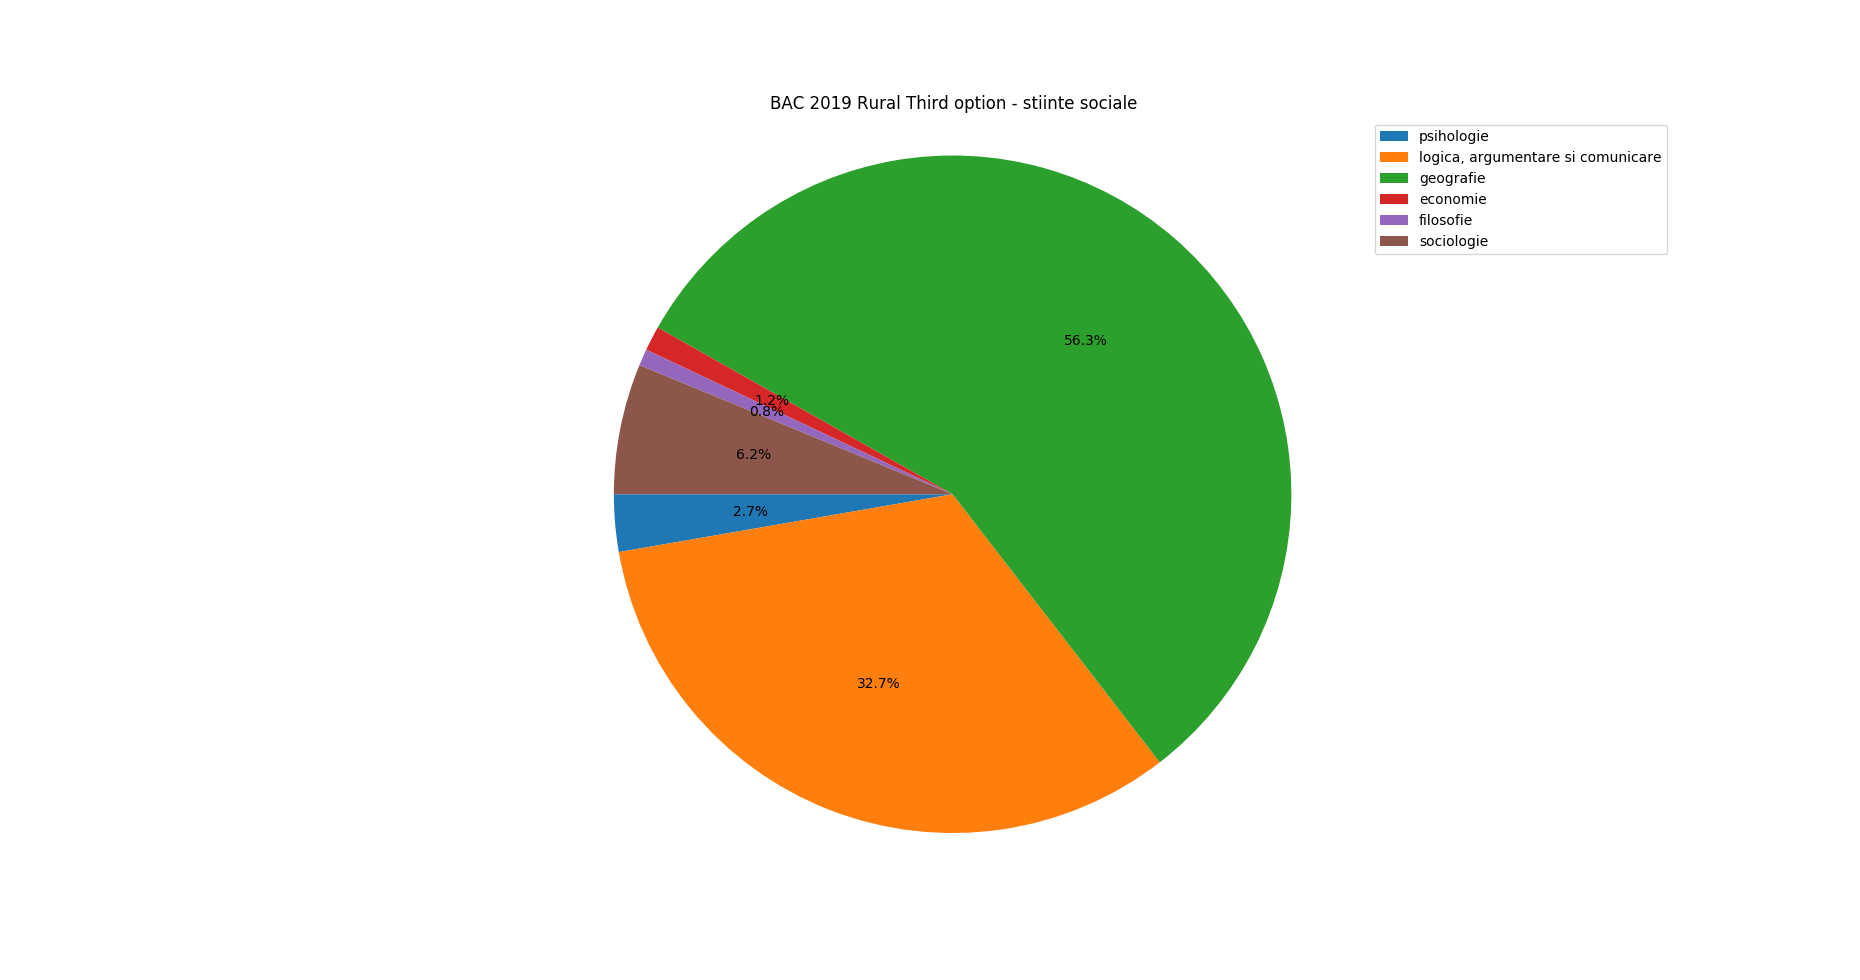 BAC 2019 Rural Third option - stiinte sociale
psihologie
logica, argumentare si comunicare
geografie
economie
filosofie
sociologie
56.3%
1.2%
0.8%
6.2%
2.7%
32.7%